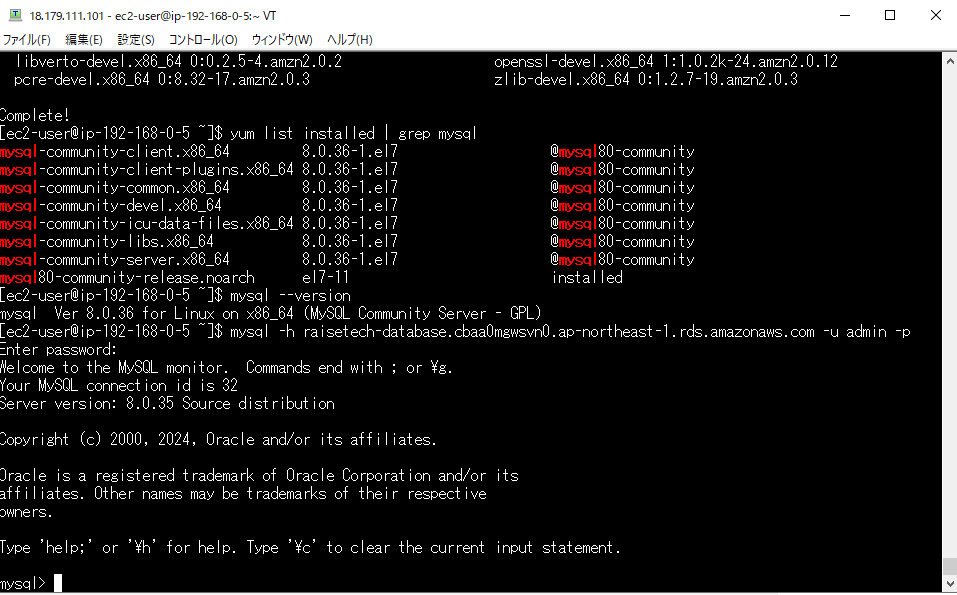 18.179.111.101 - ec2-user@ip-192-168-0-5:~ VT
ファイル(F) 編集(E) 設定(S) コントロール(O) ウィンドウ(W) ヘルプ(H)
libverto-devel.x86_64 0:0.2.5-4.amzn2.0.2 openssl-devel.x86_64 1:1.0.2k-24.amzn2.0.12
pcre-devel.x86_64 0:8.32-17.amzn2.0.3 zlib-devel.x86_64 0:1.2.7-19.amzn2.0.3
Complete!
[ec2-user@ip-192-168-0-5 ~]$ yum list installed | grep mysql
mysql-community-client.x86_64 8.0.36-1.el7 @mysql80-community
mysql-community-client-plugins.x86_64 8.0.36-1.el7 @mysql80-community
mysql-community-common.x86_64 8.0.36-1.el7 @mysql80-community
mysql-community-devel.x86_64 8.0.36-1.el7 @mysql80-community
mysql-community-icu-data-files.x86_64 8.0.36-1.el7 @mysql80-community
mysql-community-libs.x86_64 8.0.36-1.el7 @mysql80-community
mysql-community-server.x86_64 8.0.36-1.el7 @mysql80-community
mysql80-community-release.noarch el7-11 installed
[ec2-user@ip-192-168-0-5 ~]$ mysql --version
mysql  Ver 8.0.36 for Linux on x86_64 (MySQL Community Server - GPL)
[ec2-user@ip-192-168-0-5 ~]$ mysql -h raisetech-database.cbaa0mgwsvn0.ap-northeast-1.rds.amazonaws.com -u admin -p
Enter password:
Welcome to the MySQL monitor.  Commands end with ; or ¥g.
Your MySQL connection id is 32
Server version: 8.0.35 Source distribution
Copyright (c) 2000, 2024, Oracle and/or its affiliates.
Oracle is a registered trademark of Oracle Corporation and/or its
affiliates. Other names may be trademarks of their respective
owners.
Type 'help;' or '¥h' for help. Type '¥c' to clear the current input statement.
mysql>